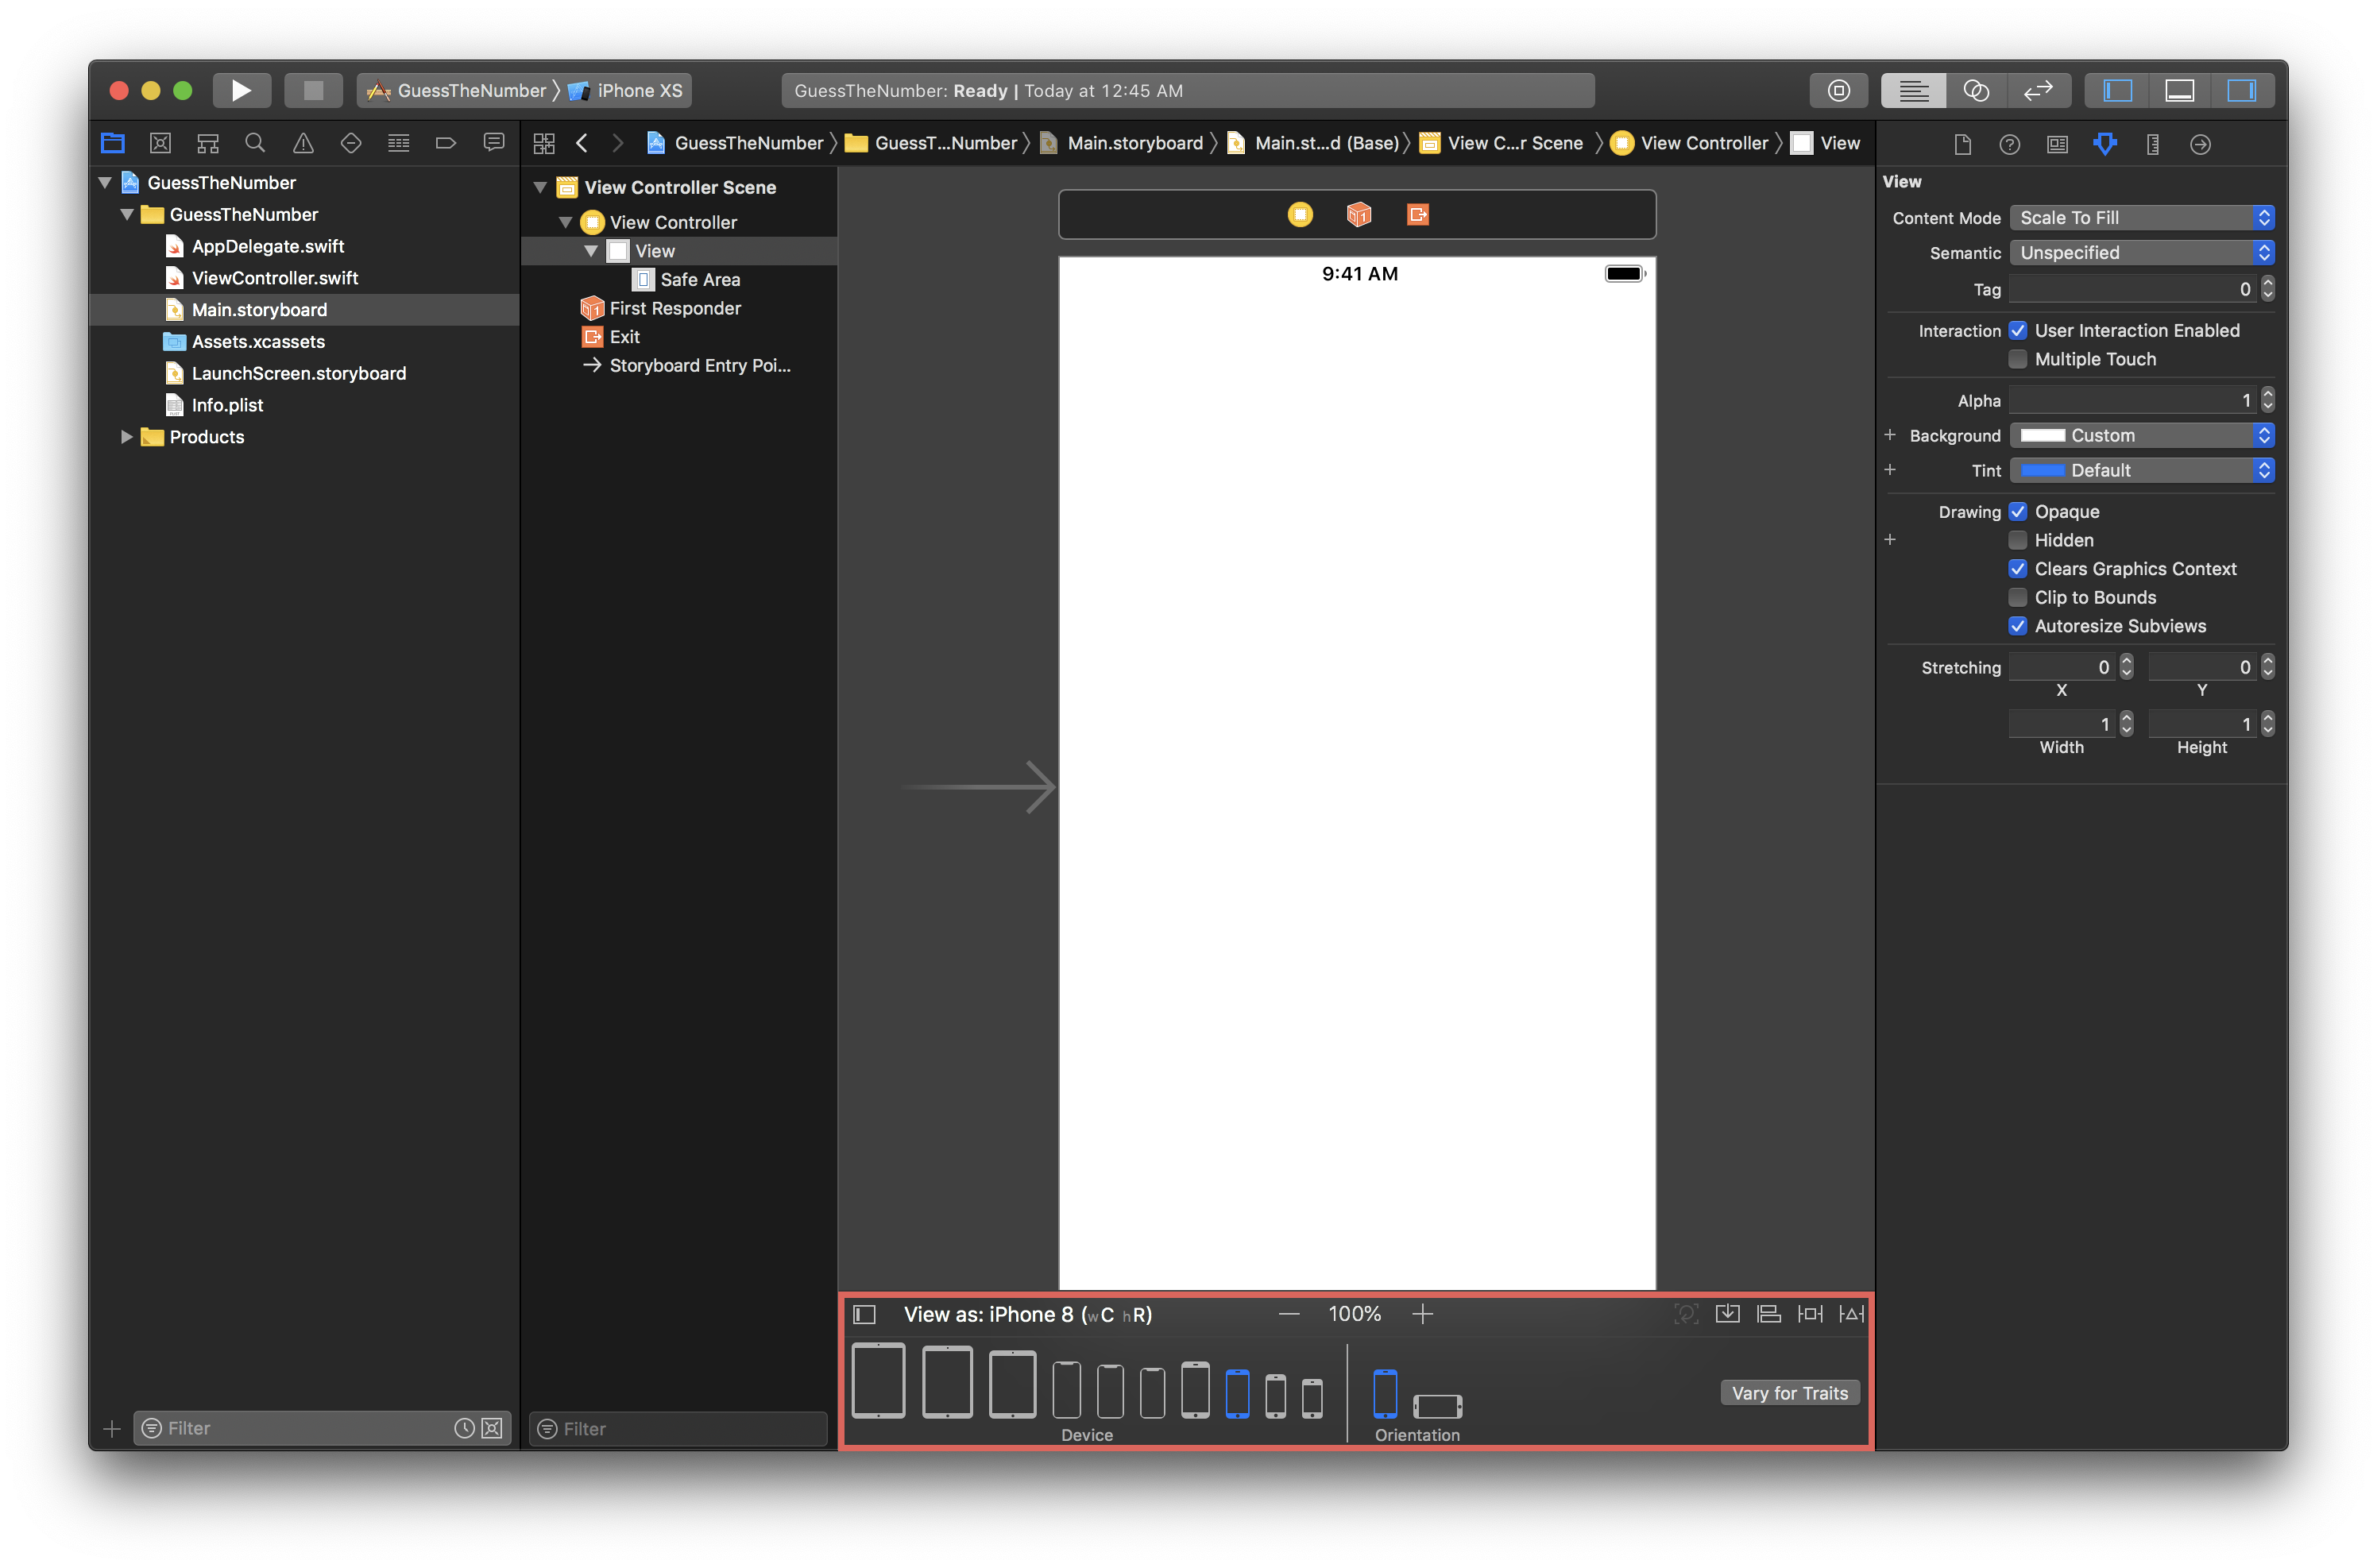 GuessTheNumber
iPhone XS
GuessTheNumber: Ready | Today at 12:45 AM
GuessTheNumber
GuessT...Number
Main.storyboard
Main.st...d (Base)
View C...r Scene
View Controller
View
GuessTheNumber
GuessTheNumber
AppDelegate.swift
ViewController.swift
Main.storyboard
Assets.xcassets
LaunchScreen.storyboard
Info.plist
Products
Filter
View Controller Scene
View Controller
View
Safe Area
First Responder
Exit
Storyboard Entry Poi...
Filter
9:41 AM
View as: iPhone 8 (wC hR)
100%
Device
Orientation
Vary for Traits
View
Content Mode Scale To Fill
Semantic Unspecified
Tag 0
Interaction User Interaction Enabled
Multiple Touch
Alpha 1
Background Custom
Tint Default
Drawing Opaque
Hidden
Clears Graphics Context
Clip to Bounds
Autoresize Subviews
Stretching 0 0
X Y
1 1
Width Height